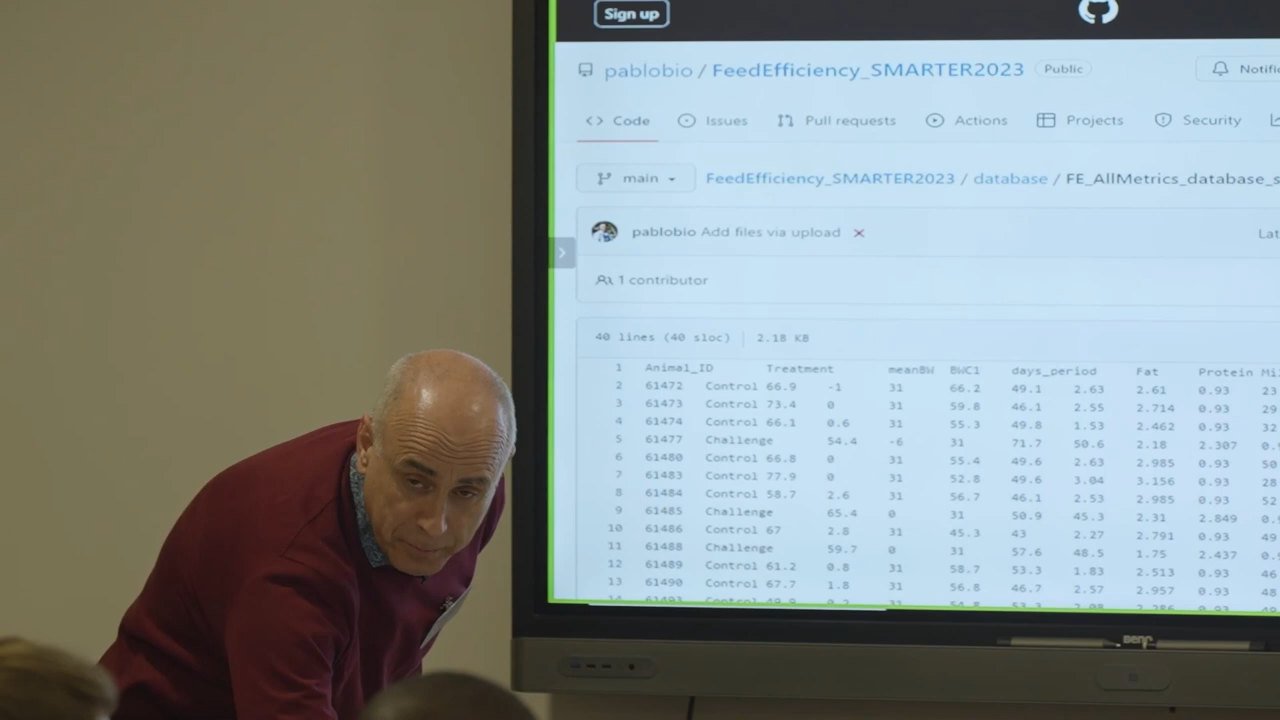 Sign up
pablobio / FeedEfficiency_SMARTER2023 Public
<> Code Issues Pull requests Actions Projects Security
main FeedEfficiency_SMARTER2023 / database / FE_AllMetrics_database_s
pablobio Add files via upload Lat
1 contributor
40 lines (40 sloc) 2.18 KB
1 Animal_ID Treatment meanBW BWC1 days_period Fat Protein
2 61472 Control 66.9 -1 31 66.2 49.1 2.63 2.61 0.93 23
3 61473 Control 73.4 0 31 59.8 46.1 2.55 2.714 0.93 29
4 61474 Control 66.1 0.6 31 55.3 49.8 1.53 2.462 0.93 32
5 61477 Challenge 54.4 -6 31 71.7 50.6 2.18 2.307
6 61480 Control 66.8 0 31 55.4 49.6 2.63 2.985 0.93 50
7 61483 Control 77.9 0 31 52.8 49.6 3.04 3.156 0.93 28
8 61484 Control 58.7 2.6 31 56.7 46.1 2.53 2.985 0.93 52
9 61485 Challenge 65.4 0 31 50.9 45.3 2.31 2.849
10 61486 Control 67 2.8 31 45.3 43 2.27 2.791 0.93 49
11 61488 Challenge 59.7 0 31 57.6 48.5 1.75 2.437
12 61489 Control 61.2 0.8 31 58.7 53.3 1.83 2.513 0.93 46
13 61490 Control 67.7 1.8 31 56.8 46.7 2.57 2.957 0.93 48
BenQ